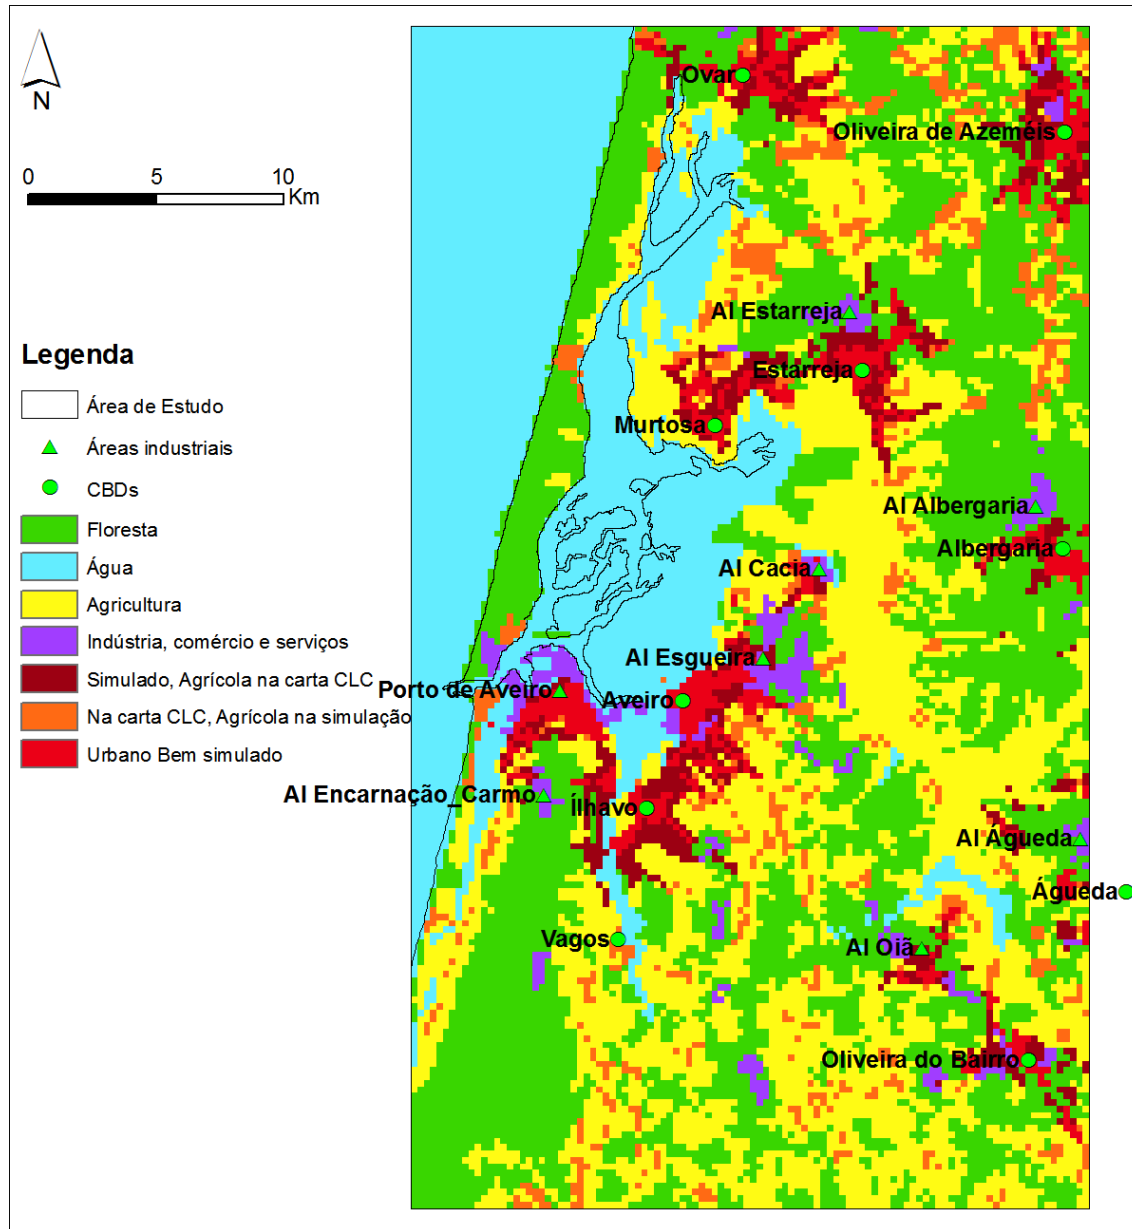 N
0 5 10
Km
Legenda
Área de Estudo
Áreas industriais
CBDs
Floresta
Água
Agricultura
Indústria, comércio e serviços
Simulado, Agrícola na carta CLC
Na carta CLC, Agrícola na simulação
Urbano Bem simulado
Ovar
Oliveira de Azeméis
AI Estarreja
Estarreja
Murtosa
AI Albergaria
Albergaria
AI Cacia
AI Esgueira
Porto de Aveiro
Aveiro
AI Encarnação_Carmo
Ílhavo
AI Águeda
Águeda
Vagos
AI Oiã
Oliveira do Bairro